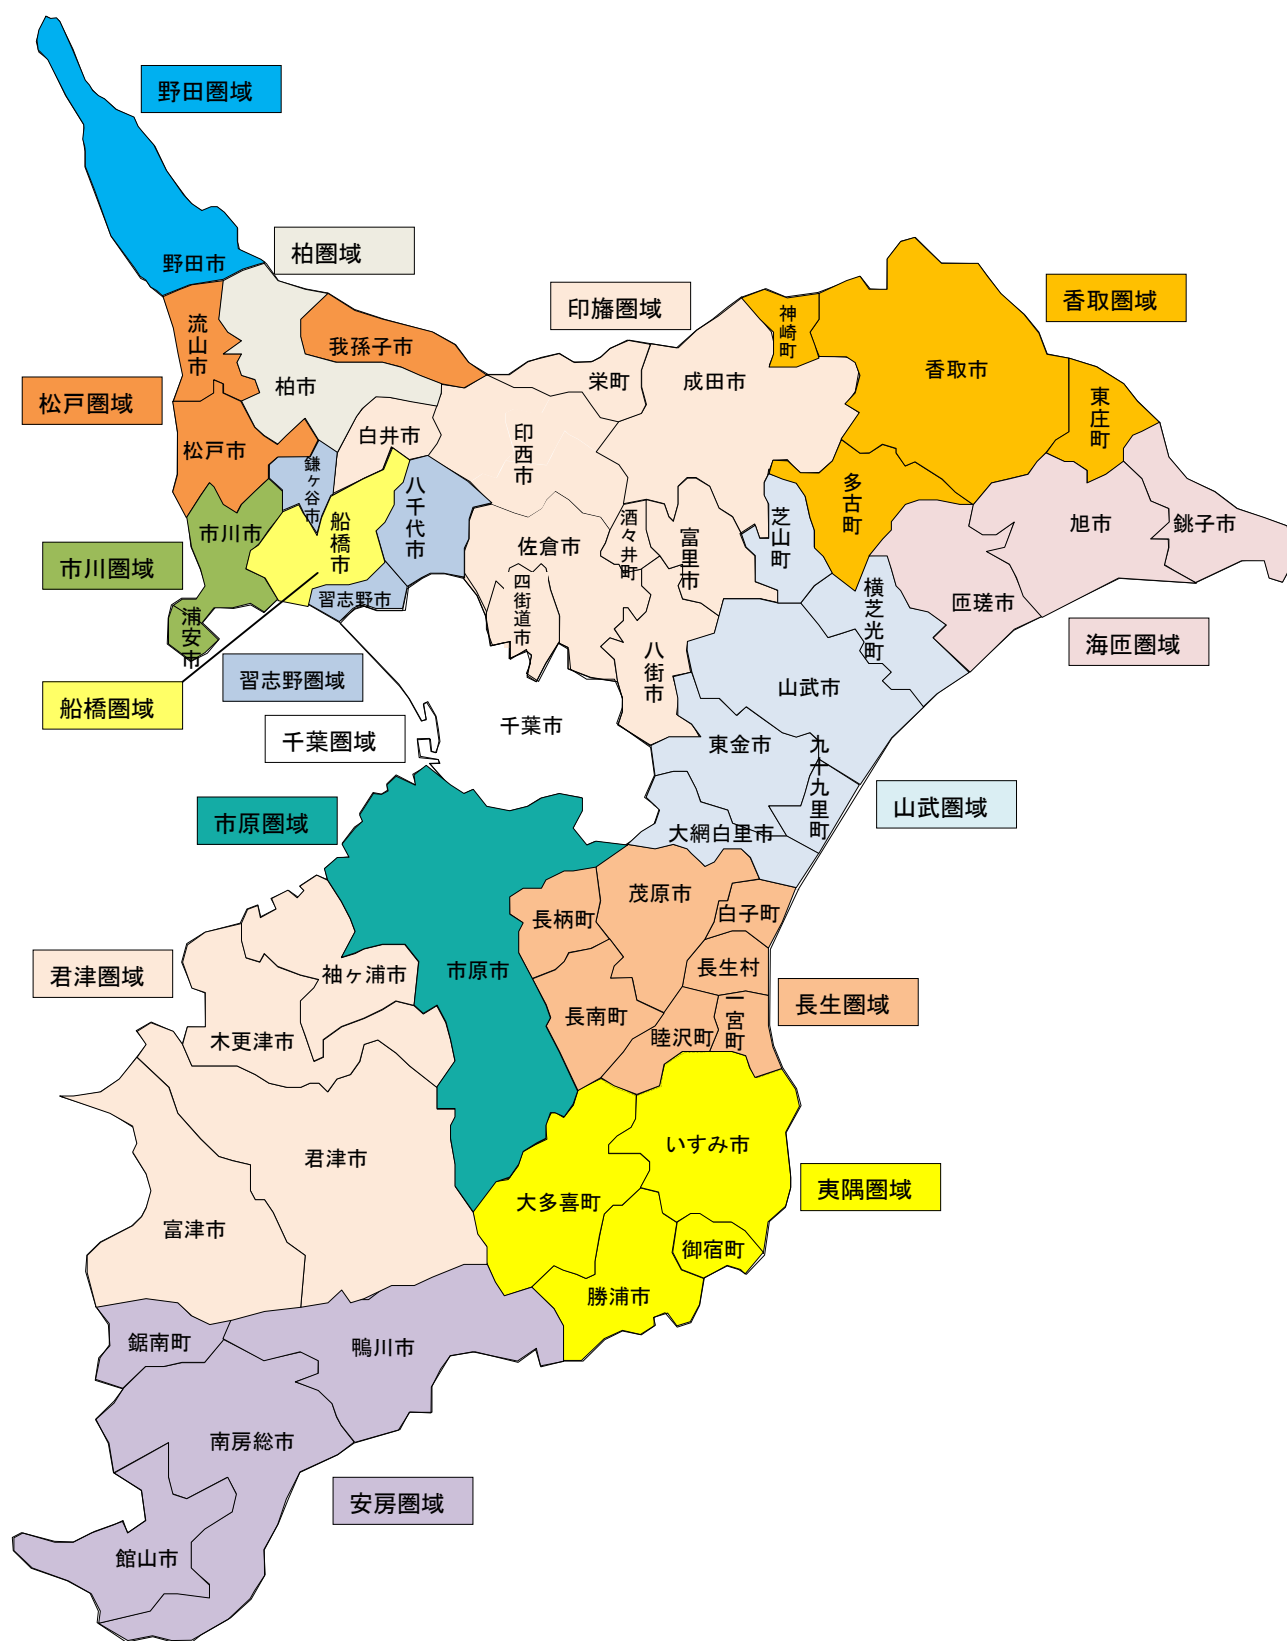 野田圏域
野田市
柏圏域
流山市
我孫子市
柏市
松戸圏域
松戸市
印旛圏域
栄町
成田市
神崎町
香取圏域
香取市
東庄町
白井市
印西市
鎌ヶ谷市
八千代市
船橋市
市川市
市川圏域
習志野市
浦安市
佐倉市
四街道市
酒々井町
富里市
芝山町
多古町
旭市
銚子市
匝瑳市
横芝光町
海匝圏域
八街市
習志野圏域
船橋圏域
千葉圏域
千葉市
山武市
東金市
九十九里町
大網白里市
山武圏域
市原圏域
茂原市
長柄町
白子町
長生村
市原市
長南町
睦沢町
一宮町
長生圏域
君津圏域
袖ヶ浦市
木更津市
君津市
富津市
いすみ市
大多喜町
夷隅圏域
御宿町
勝浦市
鋸南町
鴨川市
南房総市
安房圏域
館山市